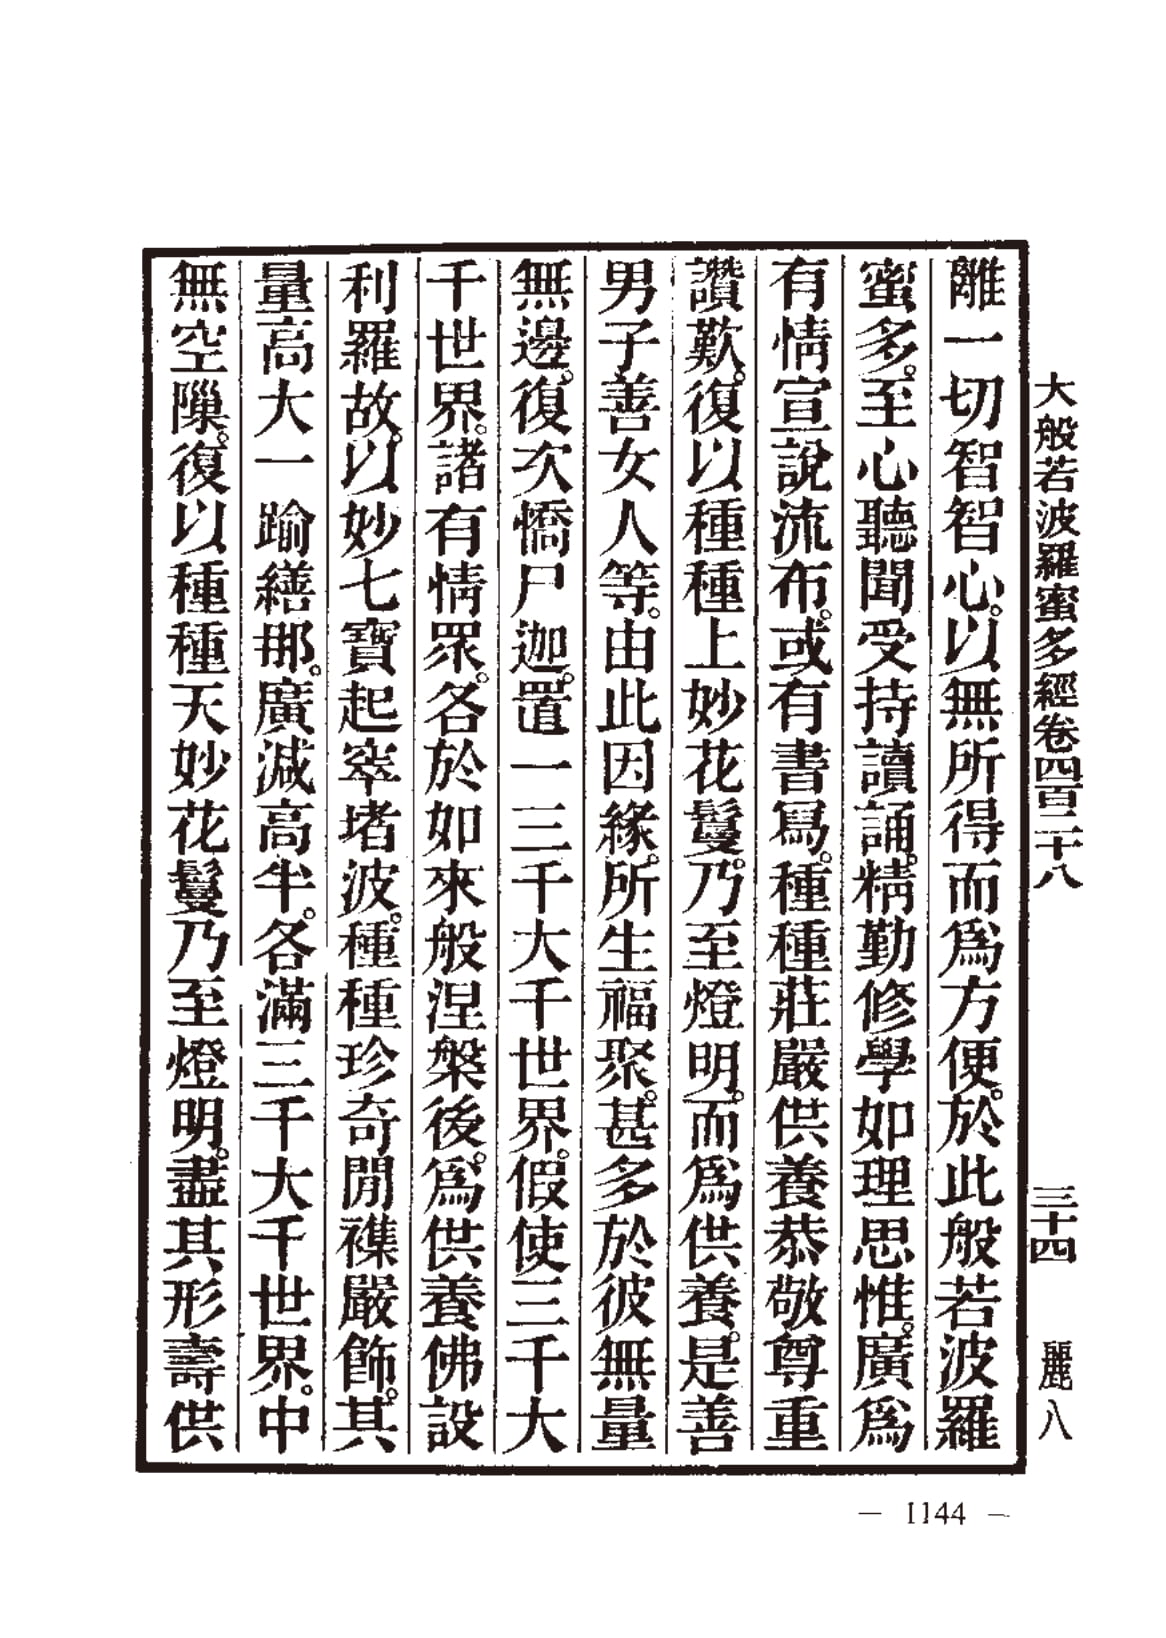 大般若波羅蜜多經卷四百二十八 三十四 麗八
離一切智智心。以無所得而爲方便。於此般若波羅
蜜多。至心聽聞受持讀誦。精勤修學如理思惟。廣爲
有情宣說流布。或有書寫。種種莊嚴供養恭敬尊重
讚歎。復以種種上妙花鬘。乃至燈明。而爲供養。是善
男子善女人等。由此因緣。所生福聚。甚多於彼無量
無邊。復次憍尸迦。置一三千大千世界。假使三千大
千世界。諸有情眾。各於如來般涅槃後。爲供養佛設
利羅故。以妙七寶起窣堵波。種種珍奇閒襍嚴飾。其
量高大一踰繕那。廣減高半。各滿三千大千世界。中
無空隟。復以種種天妙花鬘乃至燈明。盡其形壽供
— 1144 —